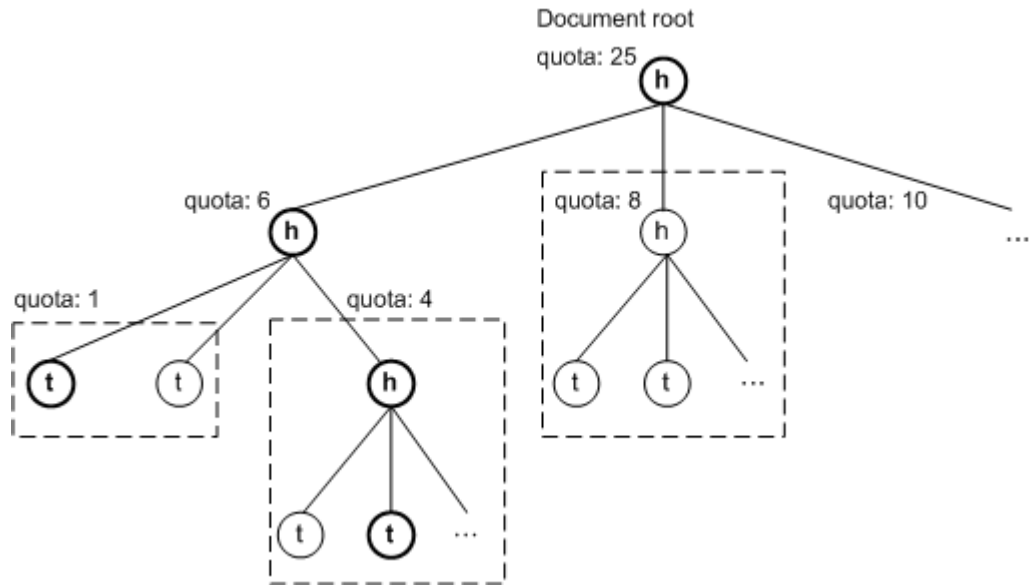 Document root
quota: 25
h
quota: 6
quota: 8
quota: 10
h
h
...
quota: 1
quota: 4
t
t
h
t
t
...
t
t
...